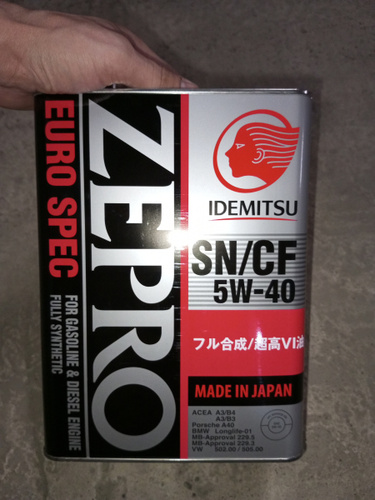 ZEPRO
EURO SPEC
FOR GASOLINE & DIESEL ENGINE
FULLY SYNTHETIC
IDEMITSU
SN/CF
5W-40
フル合成/超高VI油
MADE IN JAPAN
ACEA A3/B4
A3/B3
Porsche A40
BMW Longlife-01
MB-Approval 229.5
MB-Approval 229.3
VW 502.00 / 505.00